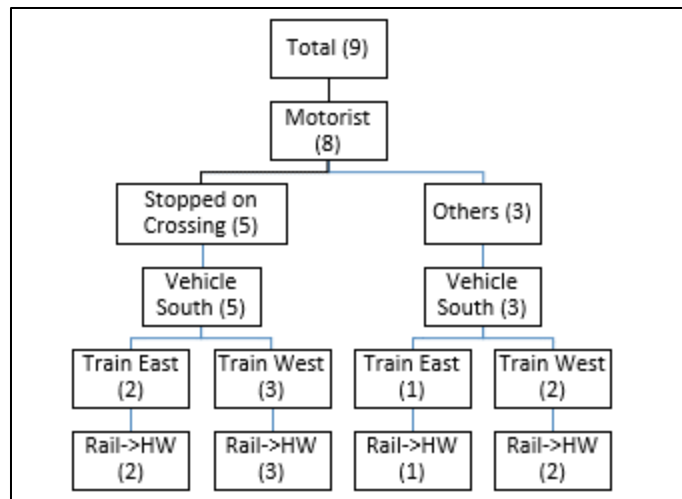 Total (9)
Motorist
(8)
Stopped on
Crossing (5)
Others (3)
Vehicle
South (5)
Vehicle
South (3)
Train East
(2)
Train West
(3)
Train East
(1)
Train West
(2)
Rail->HW
(2)
Rail->HW
(3)
Rail->HW
(1)
Rail->HW
(2)